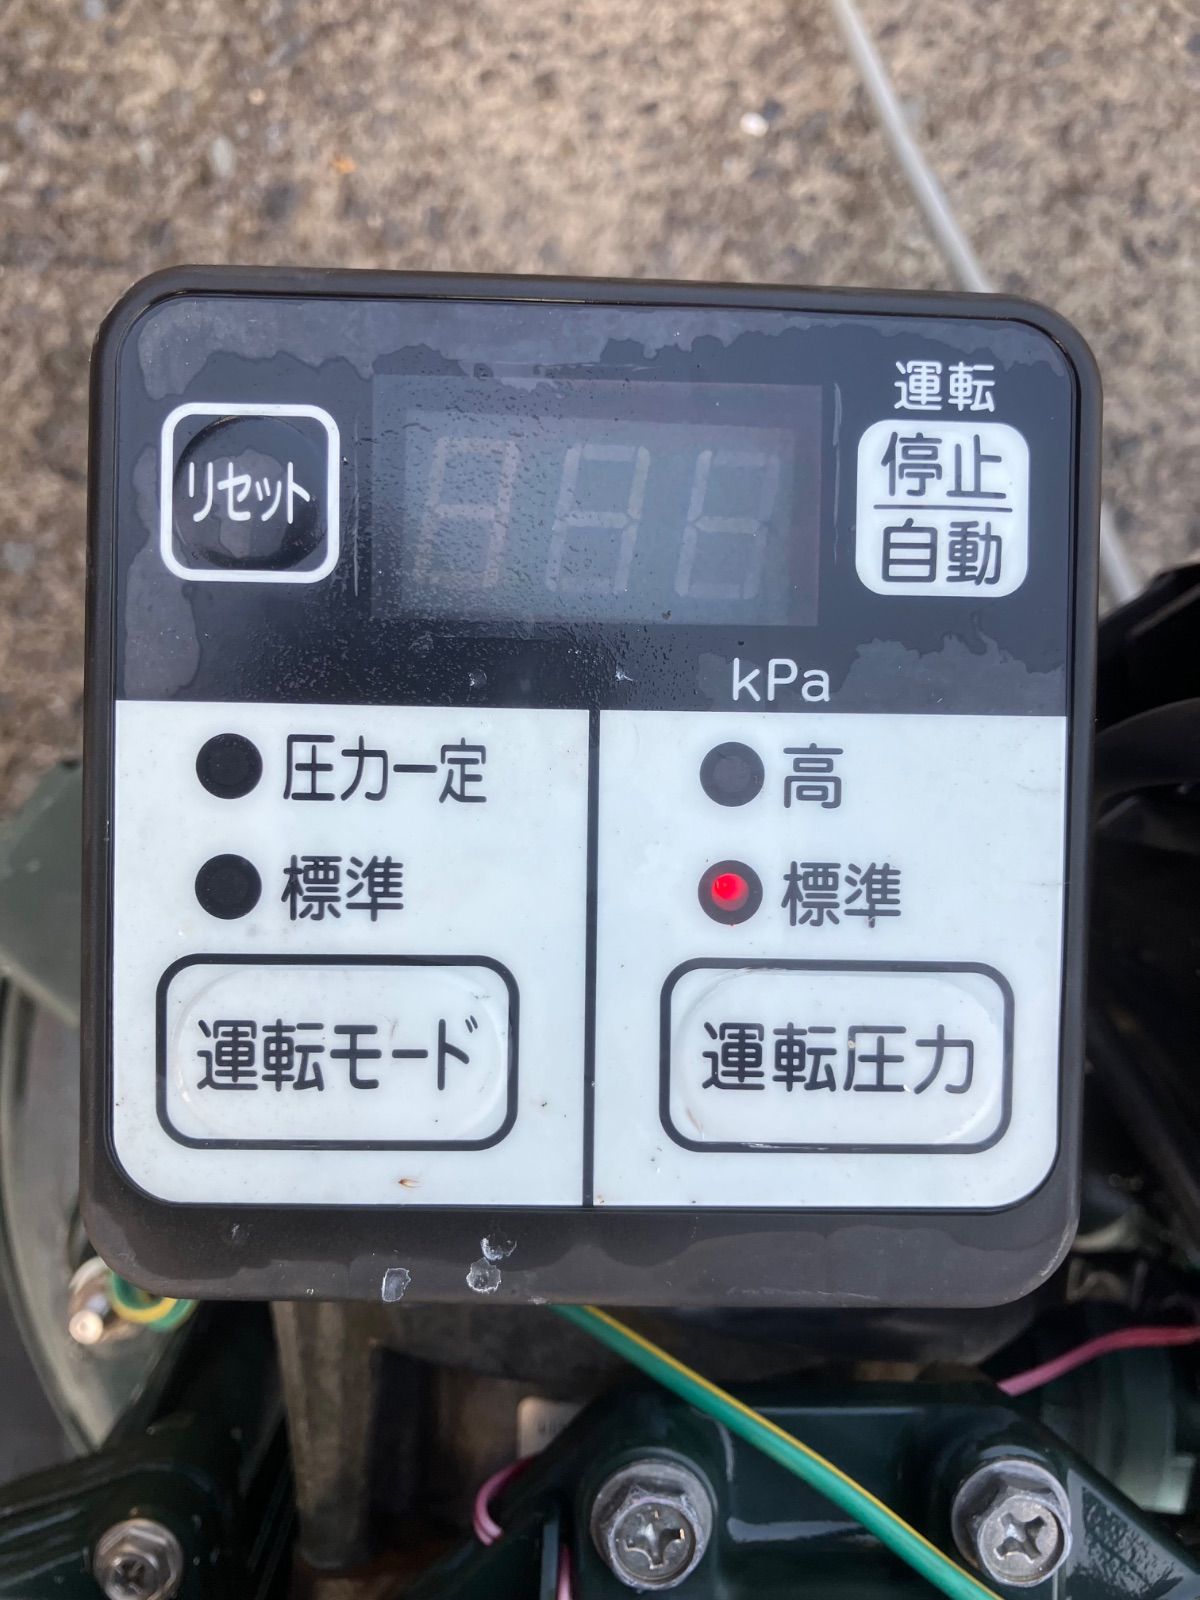 運転
リセット
停止
自動
kPa
圧力一定
高
標準
標準
運転モード
運転圧力